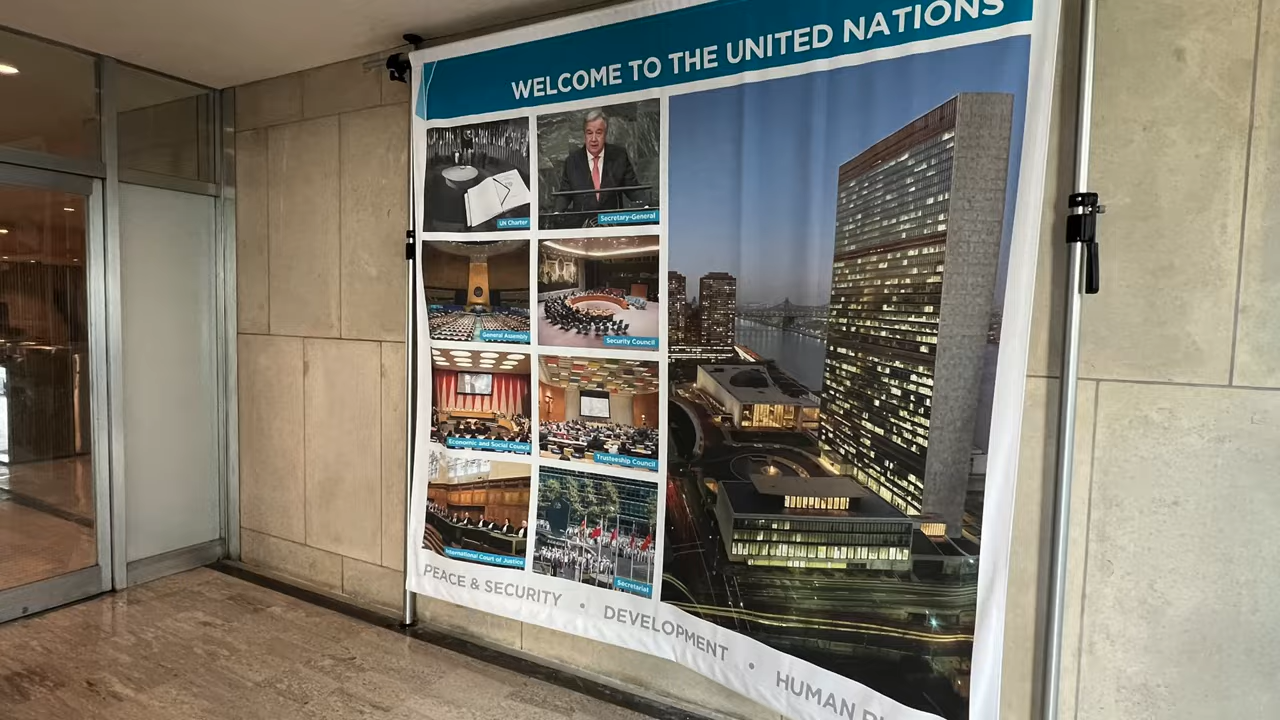 WELCOME TO THE UNITED NATIONS
UN Charter
Secretary-General
General Assembly
Security Council
Economic and Social Council
Trusteeship Council
International Court of Justice
Secretariat
PEACE & SECURITY • DEVELOPMENT • HUMAN